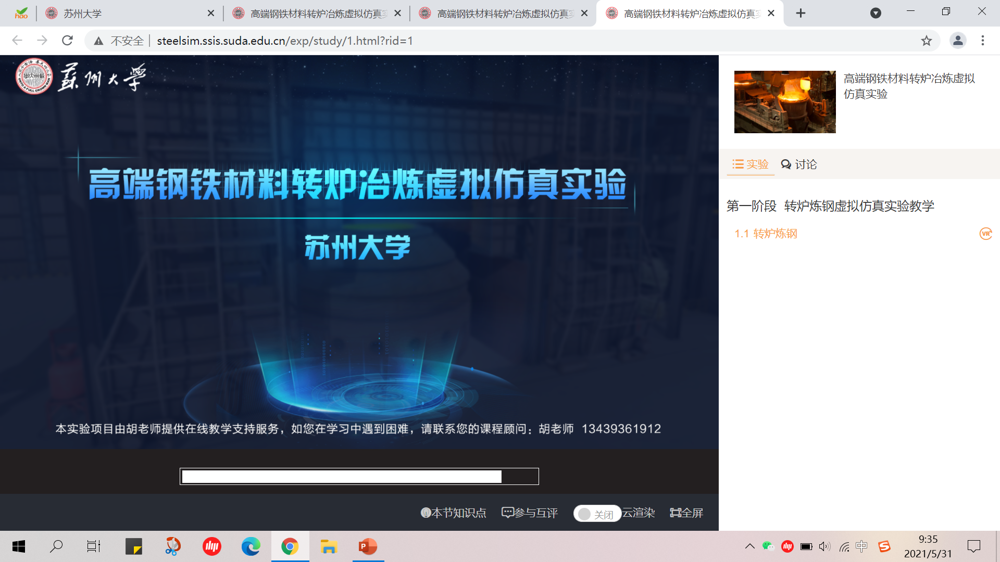 hao
苏州大学
高端钢铁材料转炉冶炼虚拟仿真实
高端钢铁材料转炉冶炼虚拟仿真实
高端钢铁材料转炉冶炼虚拟仿真实
不安全
steelsim.ssis.suda.edu.cn/exp/study/1.html?rid=1
蘇州大學
高端钢铁材料转炉冶炼虚拟仿真实验
苏州大学
本实验项目由胡老师提供在线教学支持服务，如您在学习中遇到困难，请联系您的课程顾问：胡老师 13439361912
本节知识点
参与互评
关闭
云渲染
全屏
高端钢铁材料转炉冶炼虚拟
仿真实验
实验
讨论
第一阶段 转炉炼钢虚拟仿真实验教学
1.1 转炉炼钢
VR
中
9:35
2021/5/31